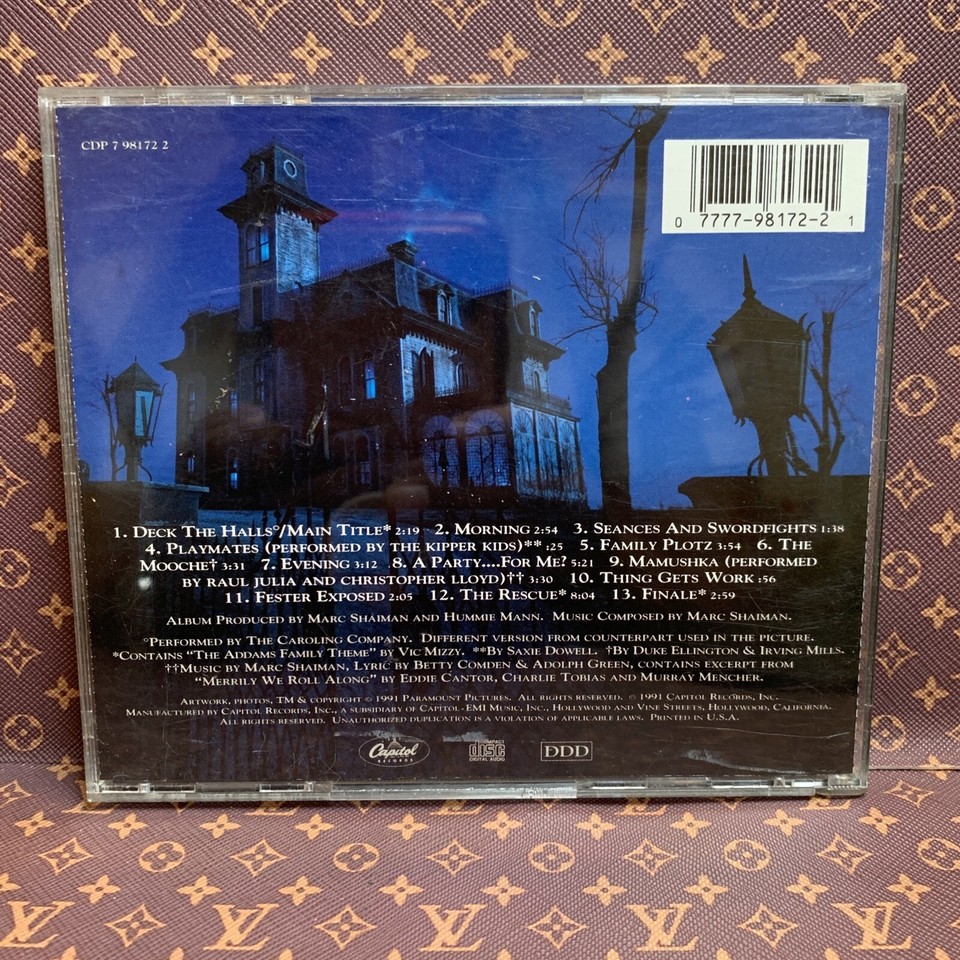 CDP 7 98172 2
0 7777-98172-2 1
1. Deck The Halls°/Main Title* 2:19 2. Morning 2:54 3. Seances And Swordfights 1:38
4. Playmates (performed by the kipper kids)** :25 5. Family Plotz 3:54 6. The
Mooche† 3:31 7. Evening 3:12 8. A Party....For Me? 5:21 9. Mamushka (performed
by raul julia and christopher lloyd)†† 3:30 10. Thing Gets Work :56
11. Fester Exposed 2:05 12. The Rescue* 8:04 13. Finale* 2:59
Album Produced by Marc Shaiman and Hummie Mann. Music Composed by Marc Shaiman.
°Performed by The Caroling Company. Different version from counterpart used in the picture.
*Contains "The Addams Family Theme" by Vic Mizzy. **By Saxie Dowell. †By Duke Ellington & Irving Mills.
††Music by Marc Shaiman, Lyric by Betty Comden & Adolph Green, contains excerpt from
"Merrily We Roll Along" by Eddie Cantor, Charlie Tobias and Murray Mencher.
Artwork, photos, TM & copyright © 1991 Paramount Pictures. All rights reserved. © 1991 Capitol Records, Inc.
Manufactured by Capitol Records, Inc., a subsidiary of Capitol-EMI Music, Inc., Hollywood and Vine Streets, Hollywood, California.
All rights reserved. Unauthorized duplication is a violation of applicable laws. Printed in U.S.A.
Capitol RECORDS
COMPACT disc DIGITAL AUDIO
DDD